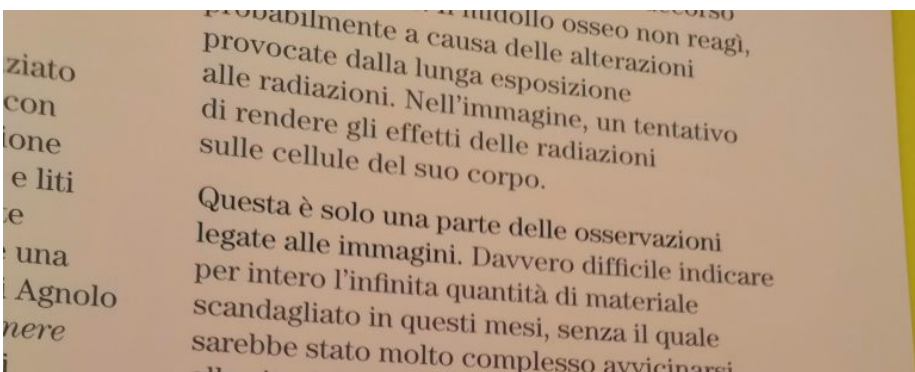 ziato
con
ione
e liti
una
Agnolo
nere
midollo osseo non reagì,
probabilmente a causa delle alterazioni
provocate dalla lunga esposizione
alle radiazioni. Nell'immagine, un tentativo
di rendere gli effetti delle radiazioni
sulle cellule del suo corpo.
Questa è solo una parte delle osservazioni
legate alle immagini. Davvero difficile indicare
per intero l'infinita quantità di materiale
scandagliato in questi mesi, senza il quale
sarebbe stato molto complesso avvicinarsi